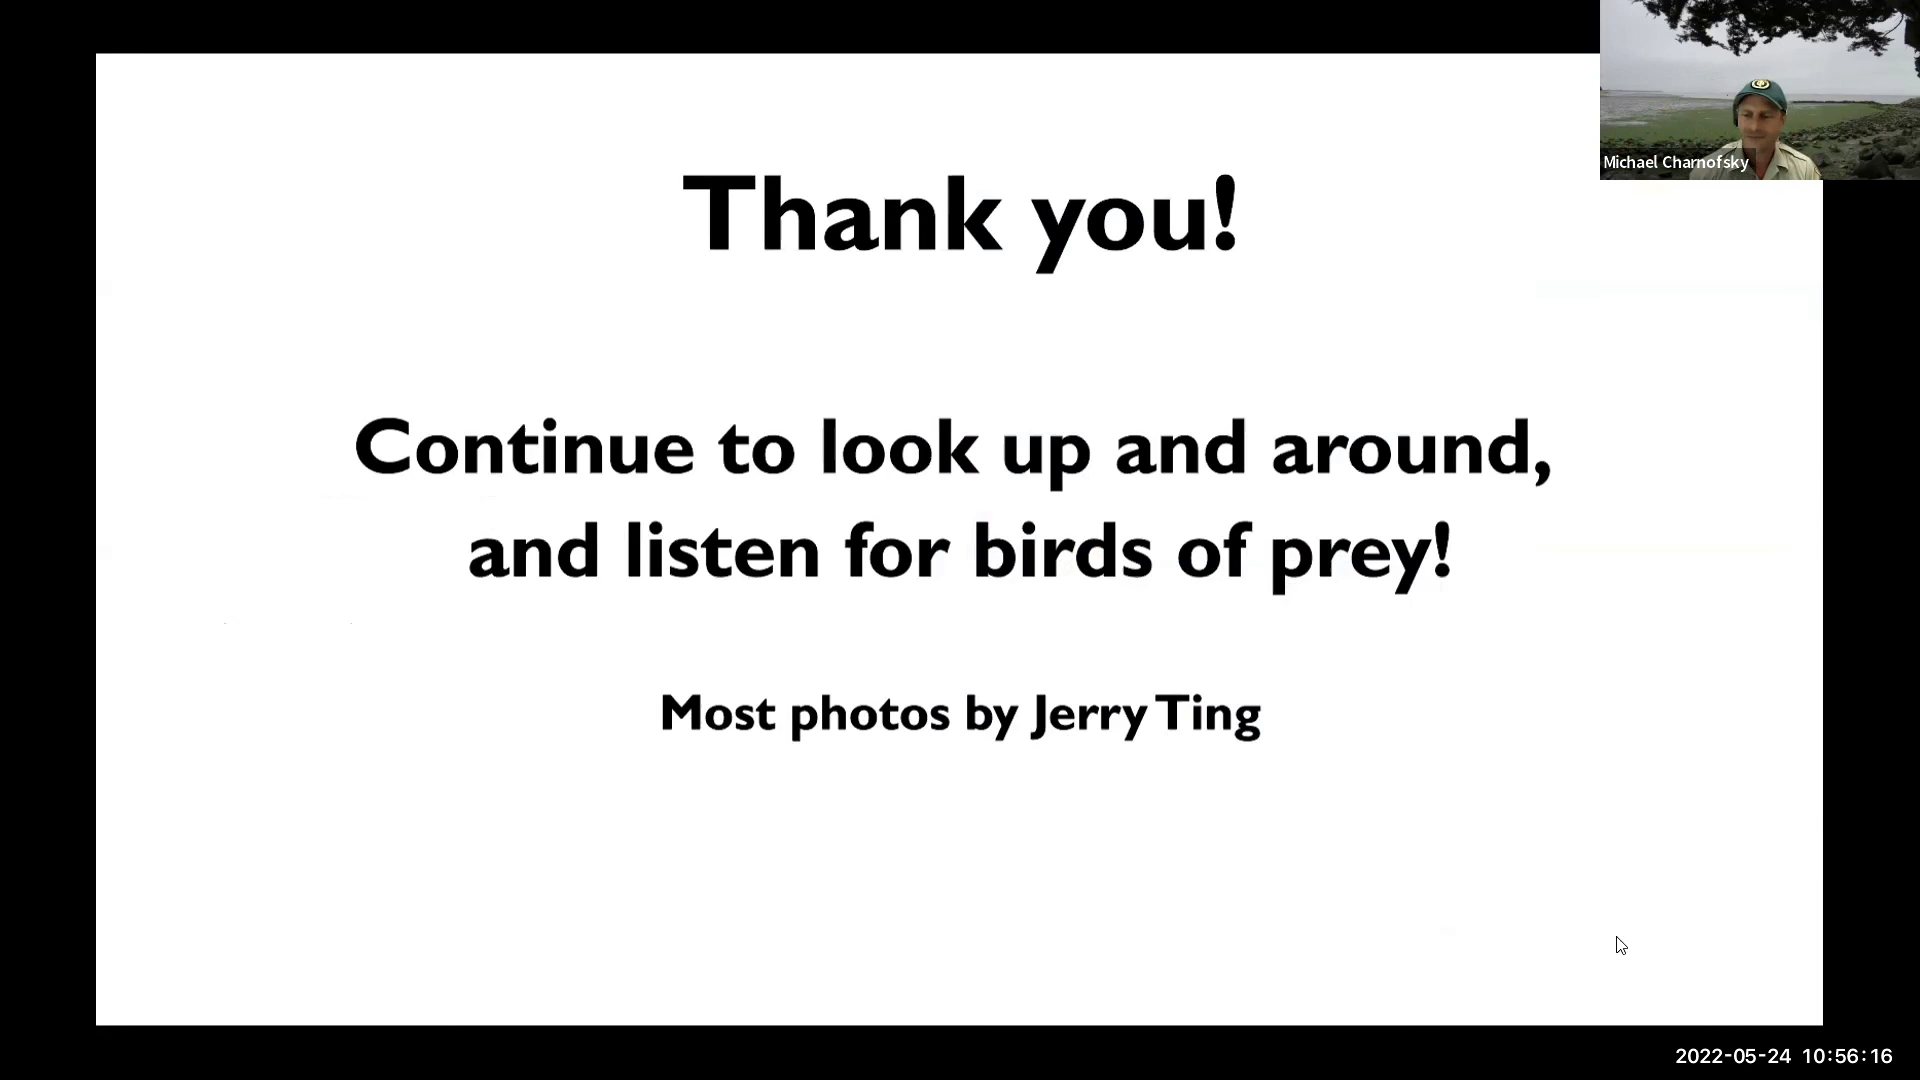 Michael Charnofsky
Thank you!
Continue to look up and around,
and listen for birds of prey!
Most photos by Jerry Ting
2022-05-24 10:56:16